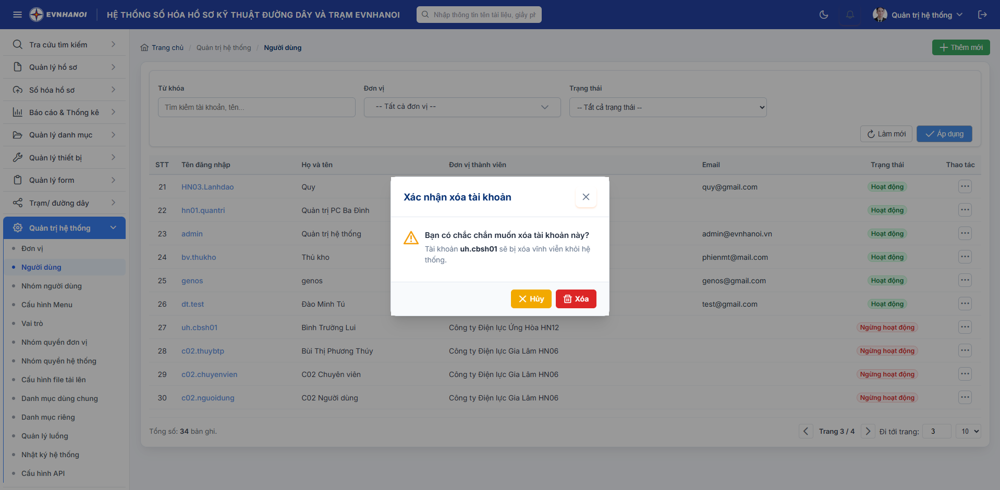 EVNHANOI
HỆ THỐNG SỐ HÓA HỒ SƠ KỸ THUẬT ĐƯỜNG DÂY VÀ TRẠM EVNHANOI
Nhập thông tin tên tài liệu, giấy ph
Quản trị hệ thống
Tra cứu tìm kiếm
Quản lý hồ sơ
Số hóa hồ sơ
Báo cáo & Thống kê
Quản lý danh mục
Quản lý thiết bị
Quản lý form
Trạm/ đường dây
Quản trị hệ thống
Đơn vị
Người dùng
Nhóm người dùng
Cấu hình Menu
Vai trò
Nhóm quyền đơn vị
Nhóm quyền hệ thống
Cấu hình file tải lên
Danh mục dùng chung
Danh mục riêng
Quản lý luồng
Nhật ký hệ thống
Cấu hình API
Trang chủ / Quản trị hệ thống / Người dùng
Thêm mới
Từ khóa Đơn vị Trạng thái
Tìm kiếm tài khoản, tên... -- Tất cả đơn vị -- -- Tất cả trạng thái --
Làm mới Áp dụng
STT Tên đăng nhập Họ và tên Đơn vị thành viên Email Trạng thái Thao tác
21 HN03.Lanhdao Quy quy@gmail.com Hoạt động
22 hn01.quantri Quản trị PC Ba Đình Hoạt động
23 admin Quản trị hệ thống admin@evnhanoi.vn Hoạt động
24 bv.thukho Thủ kho phienmt@mail.com Hoạt động
25 genos genos genos@gmail.com Hoạt động
26 dt.test Đào Minh Tú test@gmail.com Hoạt động
27 uh.cbsh01 Bình Trường Lui Công ty Điện lực Ứng Hòa HN12 Ngừng hoạt động
28 c02.thuybtp Bùi Thị Phương Thúy Công ty Điện lực Gia Lâm HN06 Ngừng hoạt động
29 c02.chuyenvien C02 Chuyên viên Công ty Điện lực Gia Lâm HN06 Ngừng hoạt động
30 c02.nguoidung C02 Người dùng Công ty Điện lực Gia Lâm HN06 Ngừng hoạt động
Tổng số: 34 bản ghi.
Trang 3 / 4 Đi tới trang: 3 10
Xác nhận xóa tài khoản
Bạn có chắc chắn muốn xóa tài khoản này?
Tài khoản uh.cbsh01 sẽ bị xóa vĩnh viễn khỏi hệ
thống.
Hủy Xóa